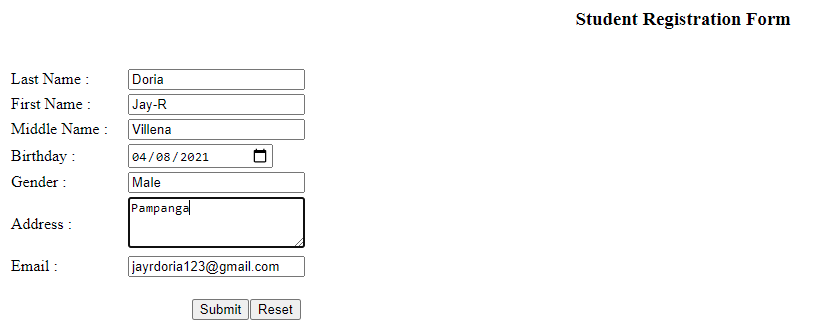 Student Registration Form
Last Name : Doria
First Name : Jay-R
Middle Name : Villena
Birthday : 04/08/2021
Gender : Male
Address : Pampanga
Email : jayrdoria123@gmail.com
Submit Reset